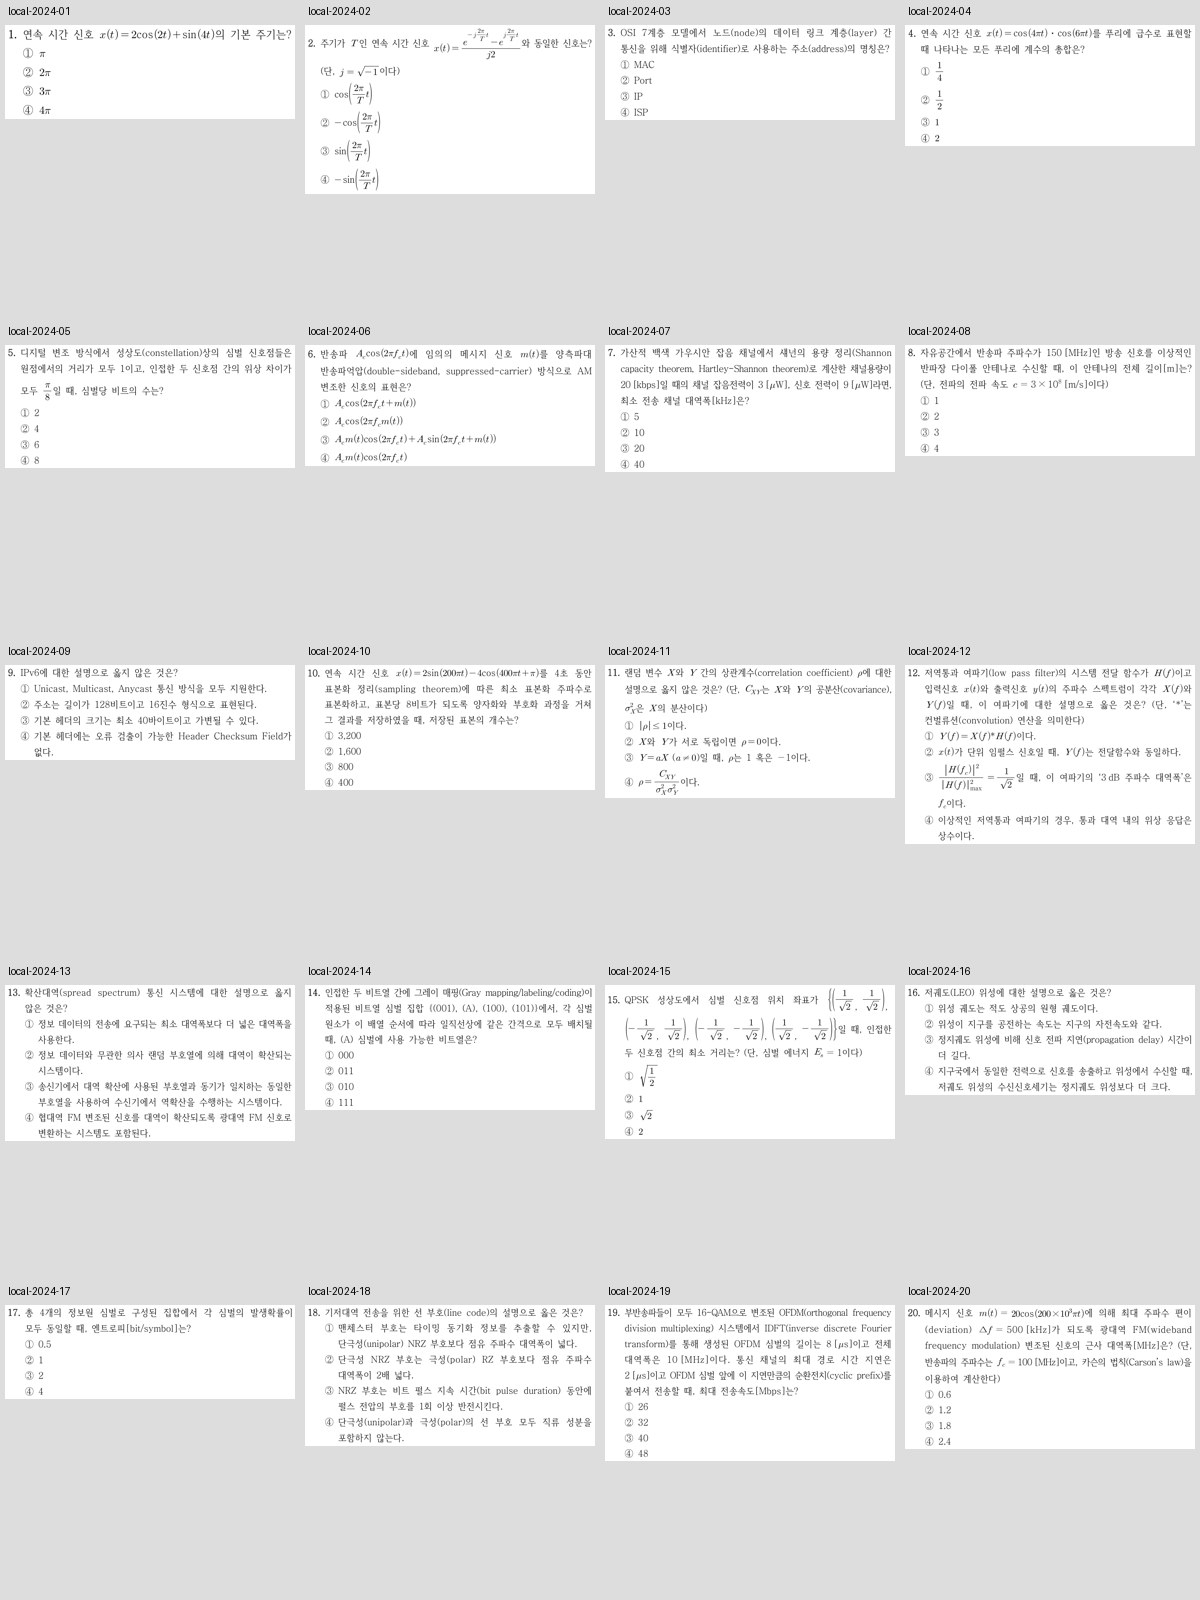 local-2024-01
1. 연속 시간 신호 x(t)=2cos(2t)+sin(4t)의 기본 주기는?
① π
② 2π
③ 3π
④ 4π
local-2024-02
2. 주기가 T인 연속 시간 신호 x(t)=(e^{-j(2π/T)t}-e^{j(2π/T)t})/j2 와 동일한 신호는?
(단, j=√-1이다)
① cos(2π/T t)
② -cos(2π/T t)
③ sin(2π/T t)
④ -sin(2π/T t)
local-2024-03
3. OSI 7계층 모델에서 노드(node)의 데이터 링크 계층(layer) 간
통신을 위해 식별자(identifier)로 사용하는 주소(address)의 명칭은?
① MAC
② Port
③ IP
④ ISP
local-2024-04
4. 연속 시간 신호 x(t)=cos(4πt)·cos(6πt)를 푸리에 급수로 표현할
때 나타나는 모든 푸리에 계수의 총합은?
① 1/4
② 1/2
③ 1
④ 2
local-2024-05
5. 디지털 변조 방식에서 성상도(constellation)상의 심벌 신호점들은
원점에서의 거리가 모두 1이고, 인접한 두 신호점 간의 위상 차이가
모두 π/8일 때, 심벌당 비트의 수는?
① 2
② 4
③ 6
④ 8
local-2024-06
6. 반송파 A_c cos(2πf_c t)에 임의의 메시지 신호 m(t)를 양측파대
반송파억압(double-sideband, suppressed-carrier) 방식으로 AM
변조한 신호의 표현은?
① A_c cos(2πf_c t+m(t))
② A_c cos(2πf_c m(t))
③ A_c m(t)cos(2πf_c t)+A_c sin(2πf_c t+m(t))
④ A_c m(t)cos(2πf_c t)
local-2024-07
7. 가산적 백색 가우시안 잡음 채널에서 섀넌의 용량 정리(Shannon
capacity theorem, Hartley-Shannon theorem)로 계산한 채널용량이
20 [kbps]일 때의 채널 잡음전력이 3 [μW], 신호 전력이 9 [μW]라면,
최소 전송 채널 대역폭[kHz]은?
① 5
② 10
③ 20
④ 40
local-2024-08
8. 자유공간에서 반송파 주파수가 150 [MHz]인 방송 신호를 이상적인
반파장 다이폴 안테나로 수신할 때, 이 안테나의 전체 길이[m]는?
(단, 전파의 전파 속도 c=3×10⁸ [m/s]이다)
① 1
② 2
③ 3
④ 4
local-2024-09
9. IPv6에 대한 설명으로 옳지 않은 것은?
① Unicast, Multicast, Anycast 통신 방식을 모두 지원한다.
② 주소는 길이가 128비트이고 16진수 형식으로 표현된다.
③ 기본 헤더의 크기는 최소 40바이트이고 가변될 수 있다.
④ 기본 헤더에는 오류 검출이 가능한 Header Checksum Field가
없다.
local-2024-10
10. 연속 시간 신호 x(t)=2sin(200πt)-4cos(400πt+π)를 4초 동안
표본화 정리(sampling theorem)에 따른 최소 표본화 주파수로
표본화하고, 표본당 8비트가 되도록 양자화와 부호화 과정을 거쳐
그 결과를 저장하였을 때, 저장된 표본의 개수는?
① 3,200
② 1,600
③ 800
④ 400
local-2024-11
11. 랜덤 변수 X와 Y 간의 상관계수(correlation coefficient) ρ에 대한
설명으로 옳지 않은 것은? (단, C_XY는 X와 Y의 공분산(covariance),
σ_X²은 X의 분산이다)
① |ρ|≤1이다.
② X와 Y가 서로 독립이면 ρ=0이다.
③ Y=aX (a≠0)일 때, ρ는 1 혹은 -1이다.
④ ρ=C_XY/(σ_X²σ_Y²)이다.
local-2024-12
12. 저역통과 여파기(low pass filter)의 시스템 전달 함수가 H(f)이고
입력신호 x(t)와 출력신호 y(t)의 주파수 스펙트럼이 각각 X(f)와
Y(f)일 때, 이 여파기에 대한 설명으로 옳은 것은? (단, '*'는
컨벌류션(convolution) 연산을 의미한다)
① Y(f)=X(f)*H(f)이다.
② x(t)가 단위 임펄스 신호일 때, Y(f)는 전달함수와 동일하다.
③ |H(f_c)|²/|H(f)|²_max=1/√2일 때, 이 여파기의 '3 dB 주파수 대역폭'은
f_c이다.
④ 이상적인 저역통과 여파기의 경우, 통과 대역 내의 위상 응답은
상수이다.
local-2024-13
13. 확산대역(spread spectrum) 통신 시스템에 대한 설명으로 옳지
않은 것은?
① 정보 데이터의 전송에 요구되는 최소 대역폭보다 더 넓은 대역폭을
사용한다.
② 정보 데이터와 무관한 의사 랜덤 부호열에 의해 대역이 확산되는
시스템이다.
③ 송신기에서 대역 확산에 사용된 부호열과 동기가 일치하는 동일한
부호열을 사용하여 수신기에서 역확산을 수행하는 시스템이다.
④ 협대역 FM 변조된 신호를 대역이 확산되도록 광대역 FM 신호로
변환하는 시스템도 포함된다.
local-2024-14
14. 인접한 두 비트열 간에 그레이 매핑(Gray mapping/labeling/coding)이
적용된 비트열 심벌 집합 {(001), (A), (100), (101)}에서, 각 심벌
원소가 이 배열 순서에 따라 일직선상에 같은 간격으로 모두 배치될
때, (A) 심벌에 사용 가능한 비트열은?
① 000
② 011
③ 010
④ 111
local-2024-15
15. QPSK 성상도에서 심벌 신호점 위치 좌표가 {(1/√2, 1/√2),
(-1/√2, 1/√2), (-1/√2, -1/√2), (1/√2, -1/√2)}일 때, 인접한
두 신호점 간의 최소 거리는? (단, 심벌 에너지 E_s=1이다)
① √(1/2)
② 1
③ √2
④ 2
local-2024-16
16. 저궤도(LEO) 위성에 대한 설명으로 옳은 것은?
① 위성 궤도는 적도 상공의 원형 궤도이다.
② 위성이 지구를 공전하는 속도는 지구의 자전속도와 같다.
③ 정지궤도 위성에 비해 신호 전파 지연(propagation delay) 시간이
더 길다.
④ 지구국에서 동일한 전력으로 신호를 송출하고 위성에서 수신할 때,
저궤도 위성의 수신신호세기는 정지궤도 위성보다 더 크다.
local-2024-17
17. 총 4개의 정보원 심벌로 구성된 집합에서 각 심벌의 발생확률이
모두 동일할 때, 엔트로피[bit/symbol]는?
① 0.5
② 1
③ 2
④ 4
local-2024-18
18. 기저대역 전송을 위한 선 부호(line code)의 설명으로 옳은 것은?
① 맨체스터 부호는 타이밍 동기화 정보를 추출할 수 있지만,
단극성(unipolar) NRZ 부호보다 점유 주파수 대역폭이 넓다.
② 단극성 NRZ 부호는 극성(polar) RZ 부호보다 점유 주파수
대역폭이 2배 넓다.
③ NRZ 부호는 비트 펄스 지속 시간(bit pulse duration) 동안에
펄스 전압의 부호를 1회 이상 반전시킨다.
④ 단극성(unipolar)과 극성(polar)의 선 부호 모두 직류 성분을
포함하지 않는다.
local-2024-19
19. 부반송파들이 모두 16-QAM으로 변조된 OFDM(orthogonal frequency
division multiplexing) 시스템에서 IDFT(inverse discrete Fourier
transform)를 통해 생성된 OFDM 심벌의 길이는 8 [μs]이고 전체
대역폭은 10 [MHz]이다. 통신 채널의 최대 경로 시간 지연은
2 [μs]이고 OFDM 심벌 앞에 이 지연만큼의 순환전치(cyclic prefix)를
붙여서 전송할 때, 최대 전송속도[Mbps]는?
① 26
② 32
③ 40
④ 48
local-2024-20
20. 메시지 신호 m(t)=20cos(200×10³πt)에 의해 최대 주파수 편이
(deviation) Δf=500 [kHz]가 되도록 광대역 FM(wideband
frequency modulation) 변조된 신호의 근사 대역폭[MHz]은? (단,
반송파의 주파수는 f_c=100 [MHz]이고, 카슨의 법칙(Carson's law)을
이용하여 계산한다)
① 0.6
② 1.2
③ 1.8
④ 2.4